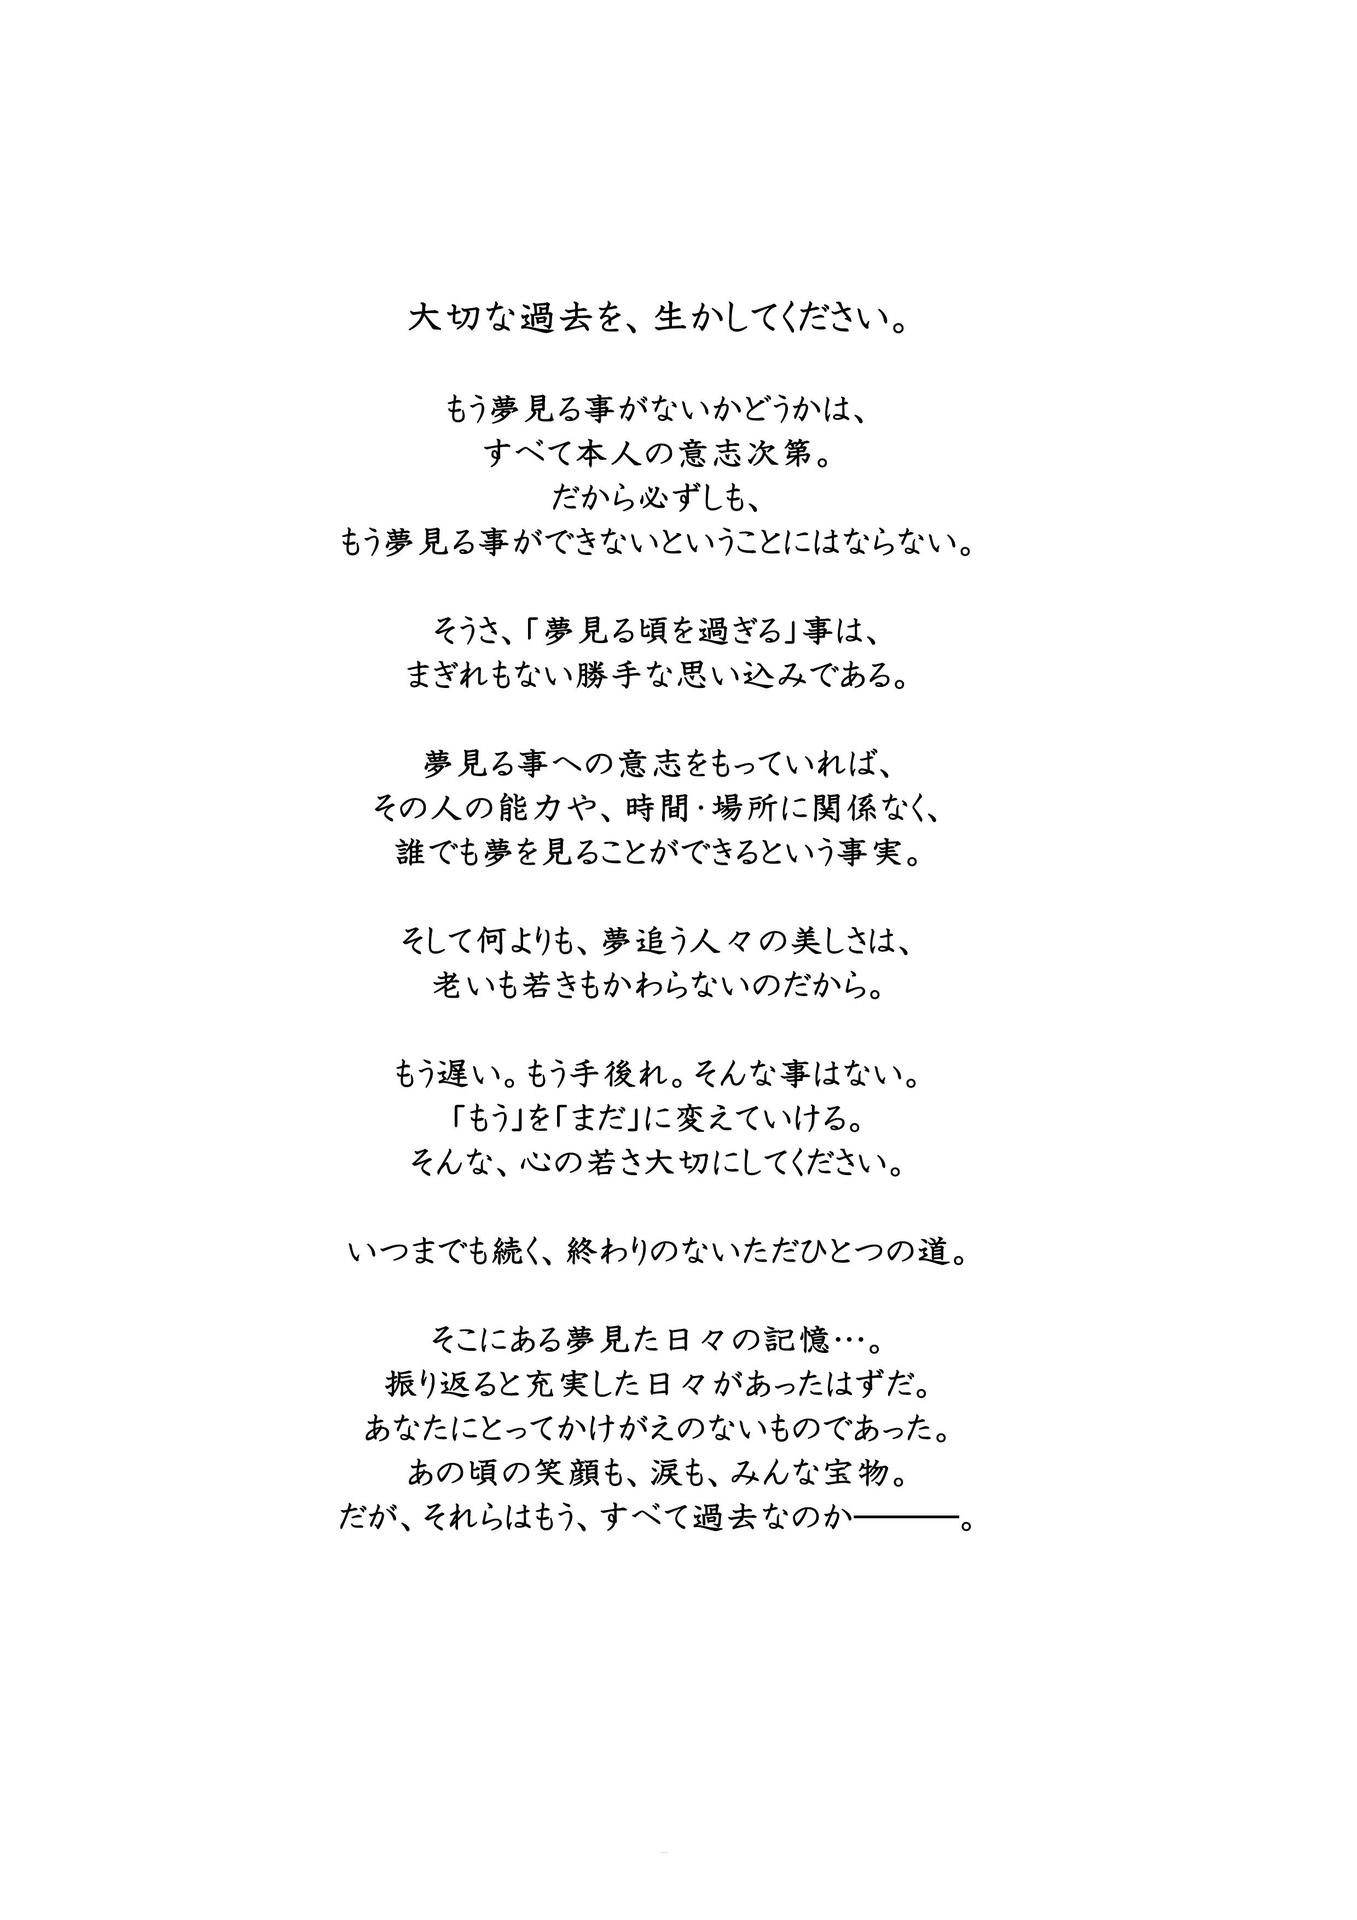 大切な過去を、生かしてください。
もう夢見る事がないかどうかは、
すべて本人の意志次第。
だから必ずしも、
もう夢見る事ができないということにはならない。
そうさ、「夢見る頃を過ぎる」事は、
まぎれもない勝手な思い込みである。
夢見る事への意志をもっていれば、
その人の能力や、時間・場所に関係なく、
誰でも夢を見ることができるという事実。
そして何よりも、夢追う人々の美しさは、
老いも若きもかわらないのだから。
もう遅い。もう手後れ。そんな事はない。
「もう」を「まだ」に変えていける。
そんな、心の若さ大切にしてください。
いつまでも続く、終わりのないただひとつの道。
そこにある夢見た日々の記憶…。
振り返ると充実した日々があったはずだ。
あなたにとってかけがえのないものであった。
あの頃の笑顔も、涙も、みんな宝物。
だが、それらはもう、すべて過去なのか―――。